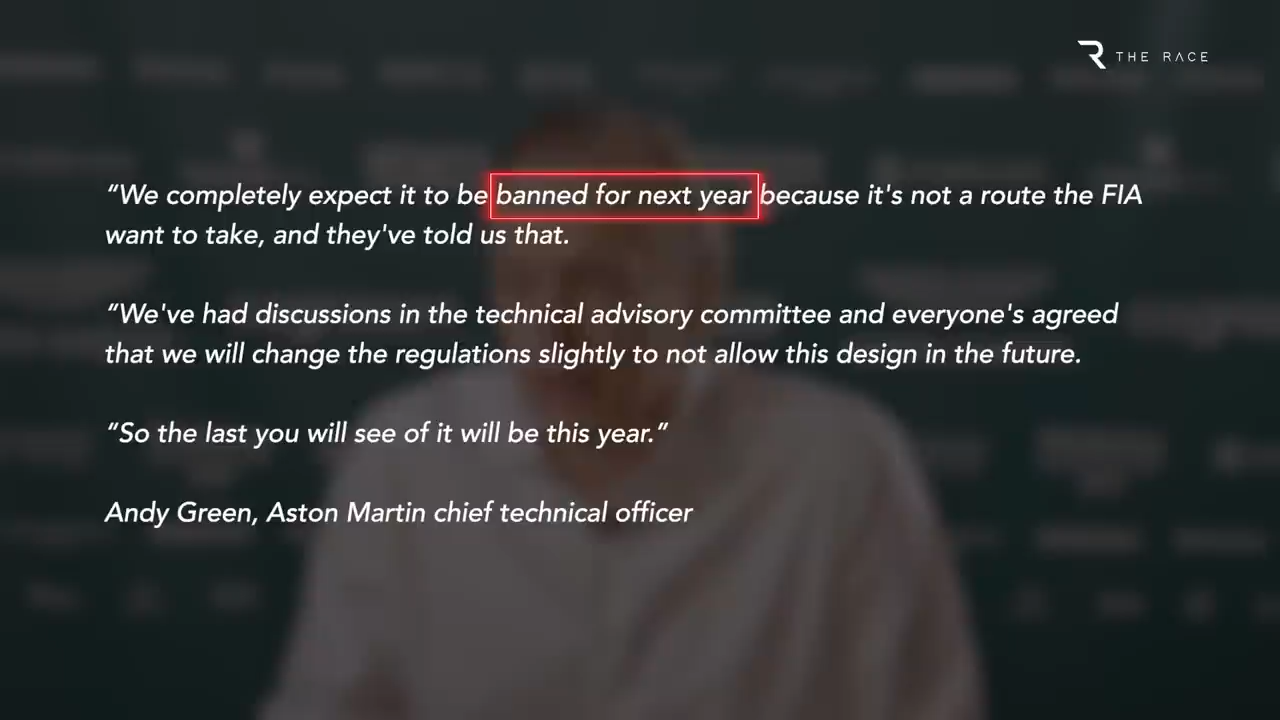 THE RACE
“We completely expect it to be banned for next year because it's not a route the FIA
want to take, and they've told us that.
“We've had discussions in the technical advisory committee and everyone's agreed
that we will change the regulations slightly to not allow this design in the future.
“So the last you will see of it will be this year.”
Andy Green, Aston Martin chief technical officer